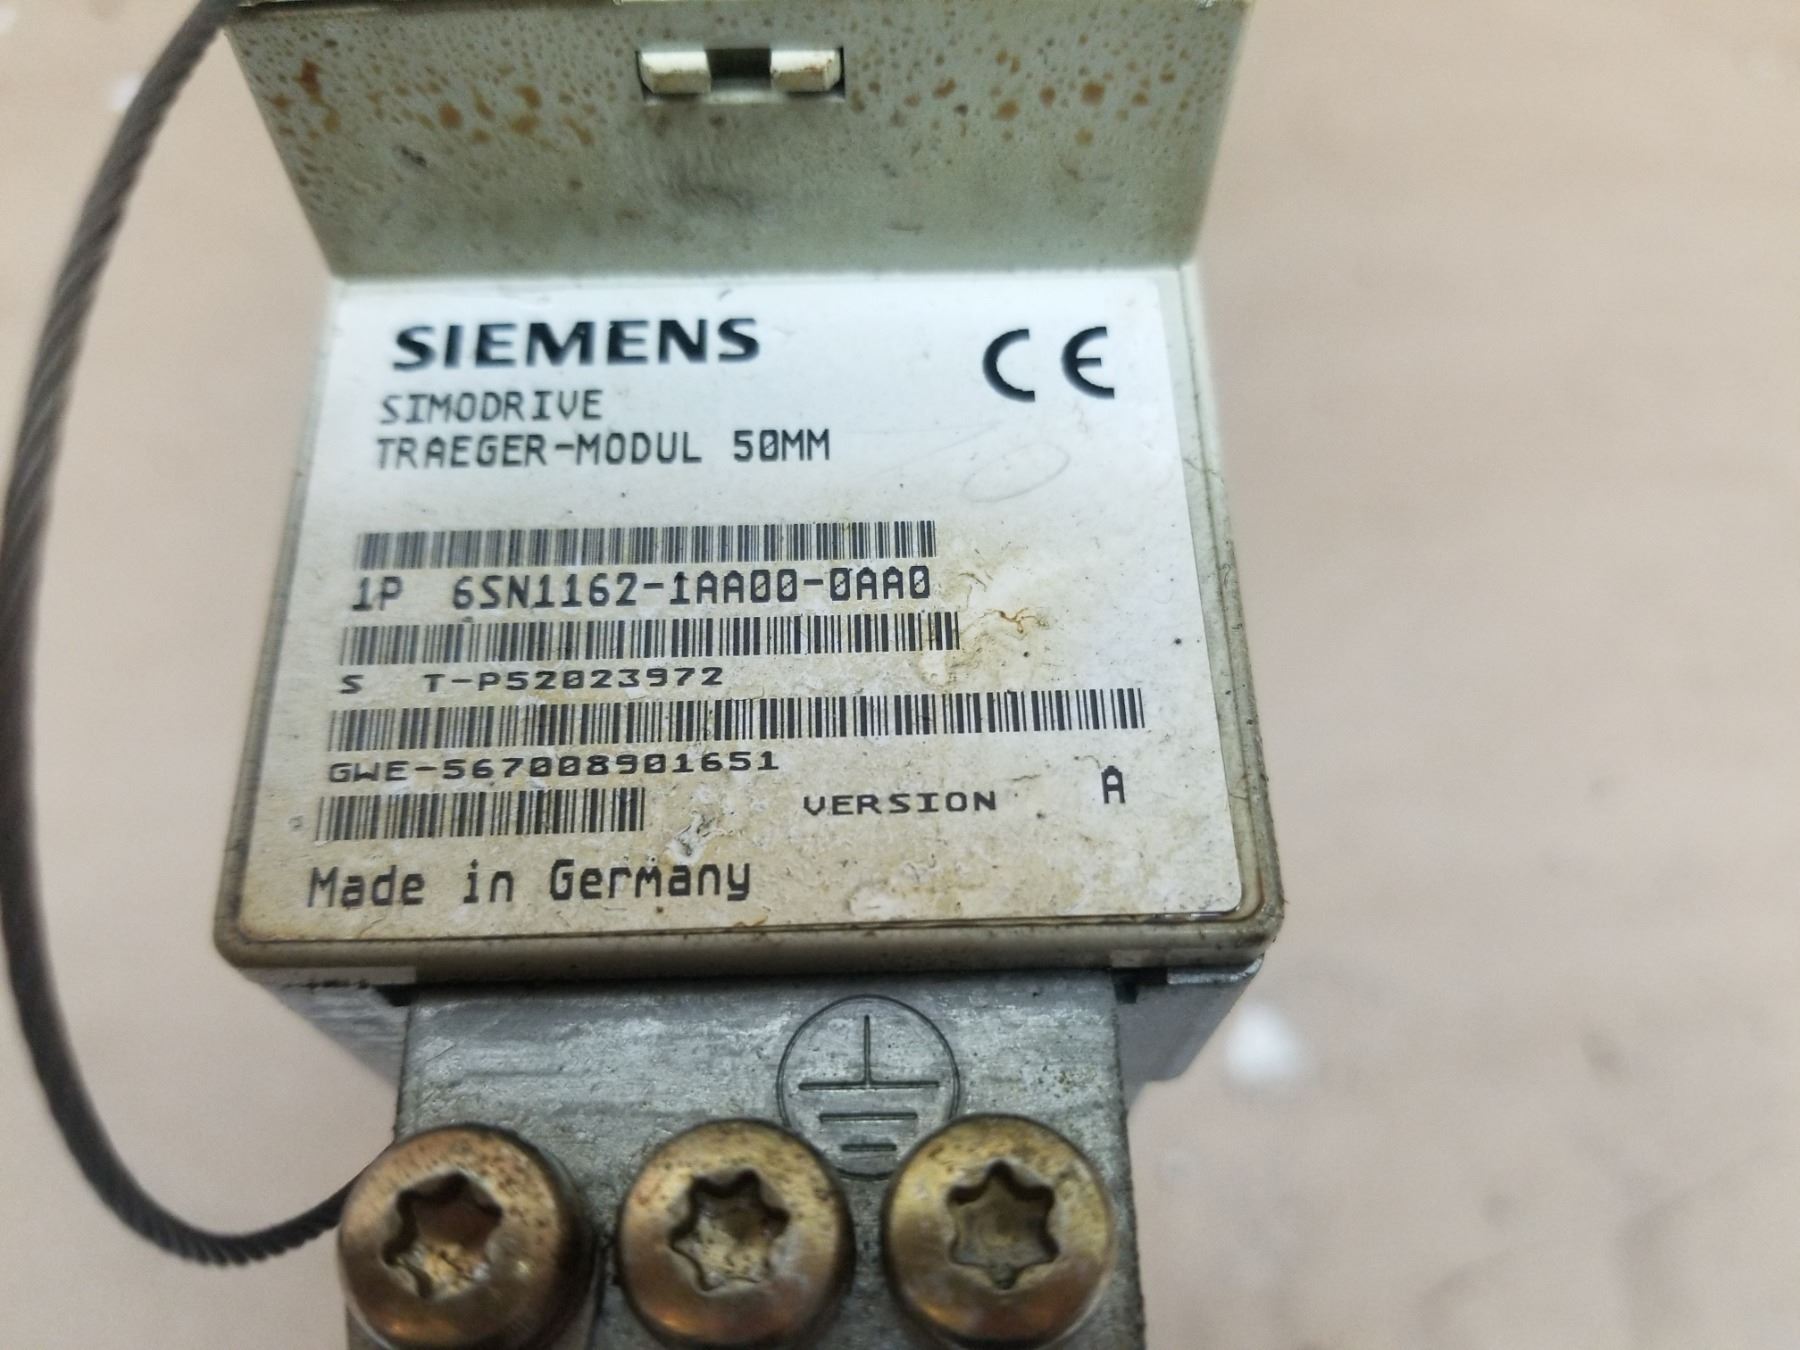 SIEMENS
CE
SIMODRIVE
TRAEGER-MODUL 50MM
1P 6SN1162-1AA00-0AA0
S T-P52023972
GWE-567008901651
VERSION A
Made in Germany